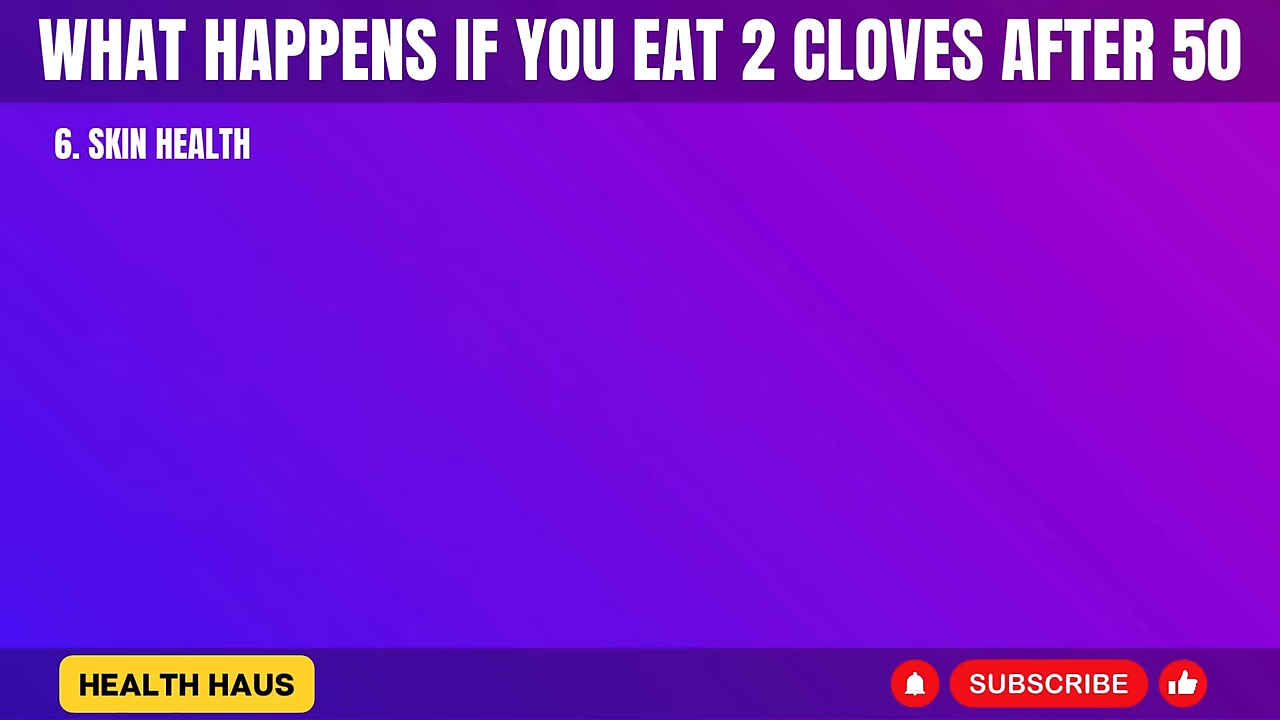 WHAT HAPPENS IF YOU EAT 2 CLOVES AFTER 50
6. SKIN HEALTH
HEALTH HAUS
SUBSCRIBE